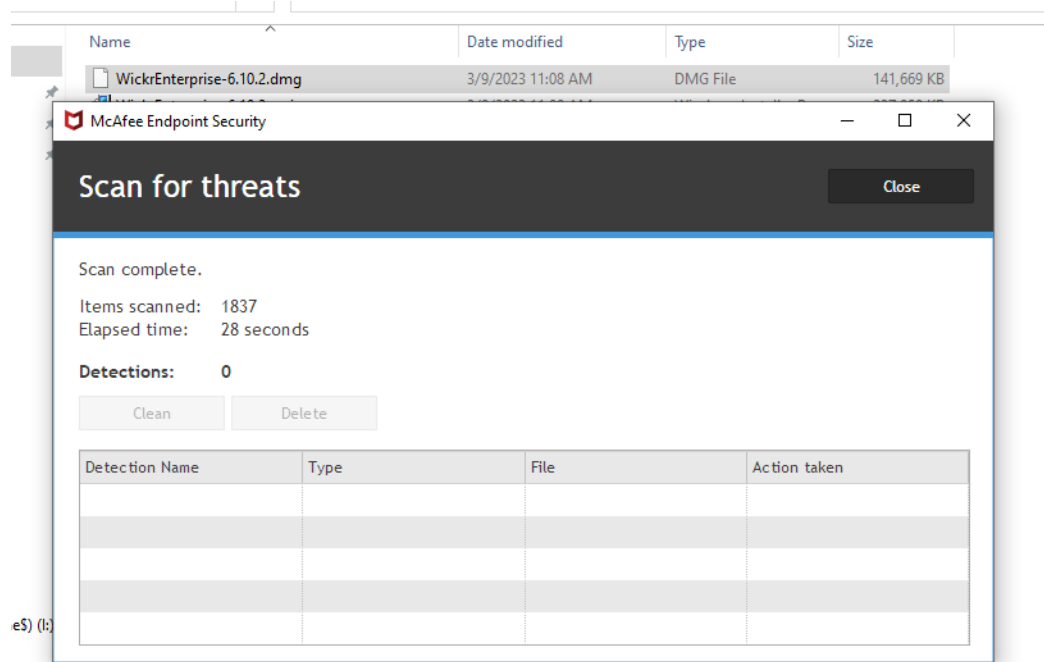 Name Date modified Type Size
WickrEnterprise-6.10.2.dmg 3/9/2023 11:08 AM DMG File 141,669 KB
McAfee Endpoint Security
Scan for threats Close
Scan complete.
Items scanned: 1837
Elapsed time: 28 seconds
Detections: 0
Clean Delete
Detection Name Type File Action taken
e$) (I:)